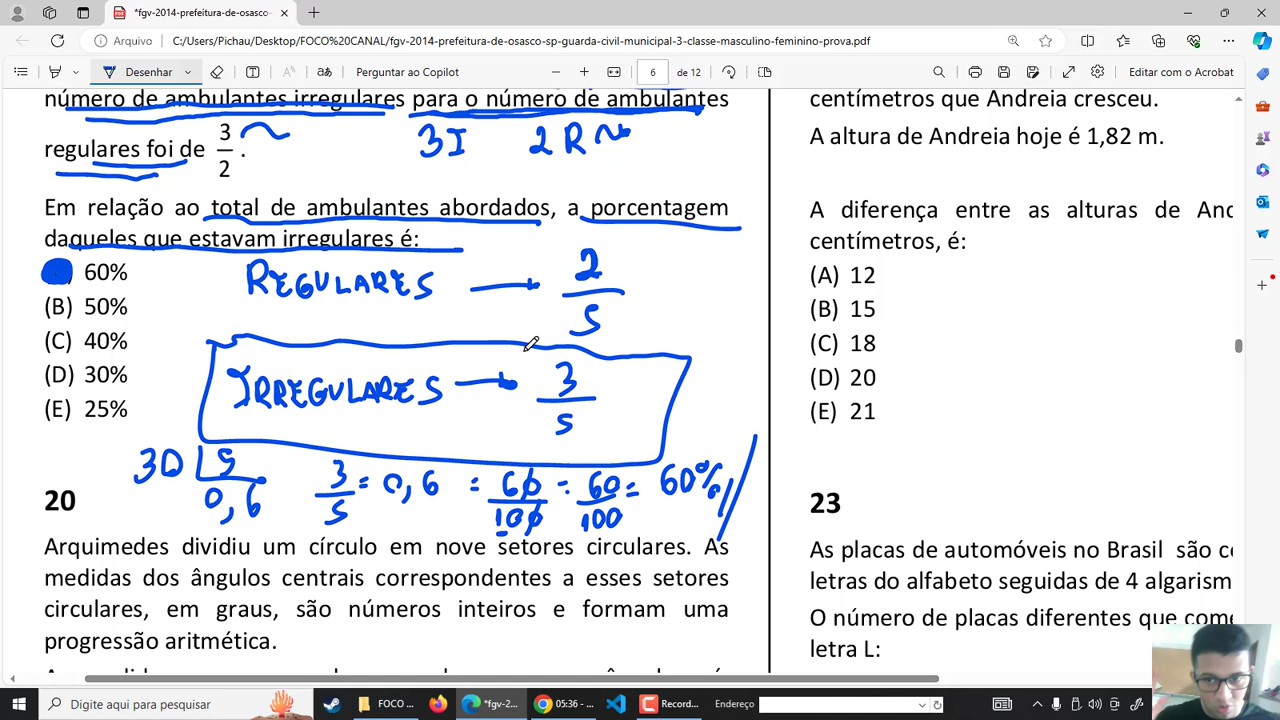 *fgv-2014-prefeitura-de-osasco-
Arquivo
C:/Users/Pichau/Desktop/FOCO%20CANAL/fgv-2014-prefeitura-de-osasco-sp-guarda-civil-municipal-3-classe-masculino-feminino-prova.pdf
Desenhar
Perguntar ao Copilot
6
de 12
Editar com o Acrobat
número de ambulantes irregulares para o número de ambulantes
regulares foi de 3/2.
3I 2R
Em relação ao total de ambulantes abordados, a porcentagem
daqueles que estavam irregulares é:
60%
(B) 50%
(C) 40%
(D) 30%
(E) 25%
REGULARES → 2/5
IRREGULARES → 3/5
30 | 5
0,6
3/5 = 0,6 = 60/100 = 60/100 = 60%
20
Arquimedes dividiu um círculo em nove setores circulares. As
medidas dos ângulos centrais correspondentes a esses setores
circulares, em graus, são números inteiros e formam uma
progressão aritmética.
centímetros que Andreia cresceu.
A altura de Andreia hoje é 1,82 m.
A diferença entre as alturas de And
centímetros, é:
(A) 12
(B) 15
(C) 18
(D) 20
(E) 21
23
As placas de automóveis no Brasil são c
letras do alfabeto seguidas de 4 algarism
O número de placas diferentes que come
letra L:
Digite aqui para pesquisar
FOCO ...
*fgv-2...
05:36 - ...
Record...
Endereço